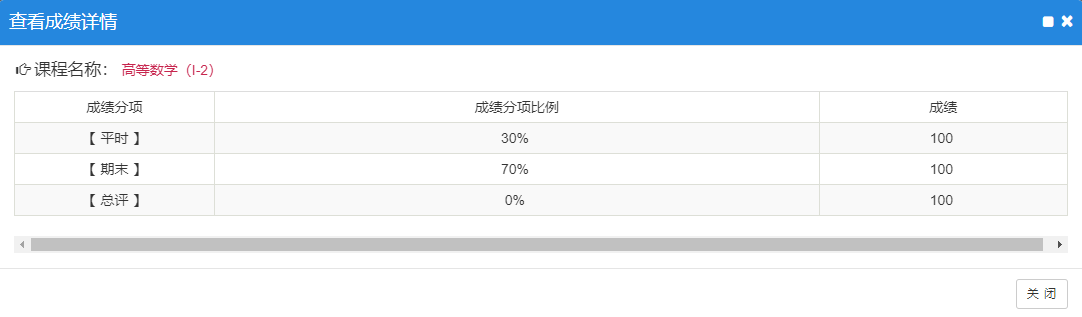 查看成绩详情
课程名称： 高等数学（I-2）
成绩分项 成绩分项比例 成绩
【 平时 】 30% 100
【 期末 】 70% 100
【 总评 】 0% 100
关 闭